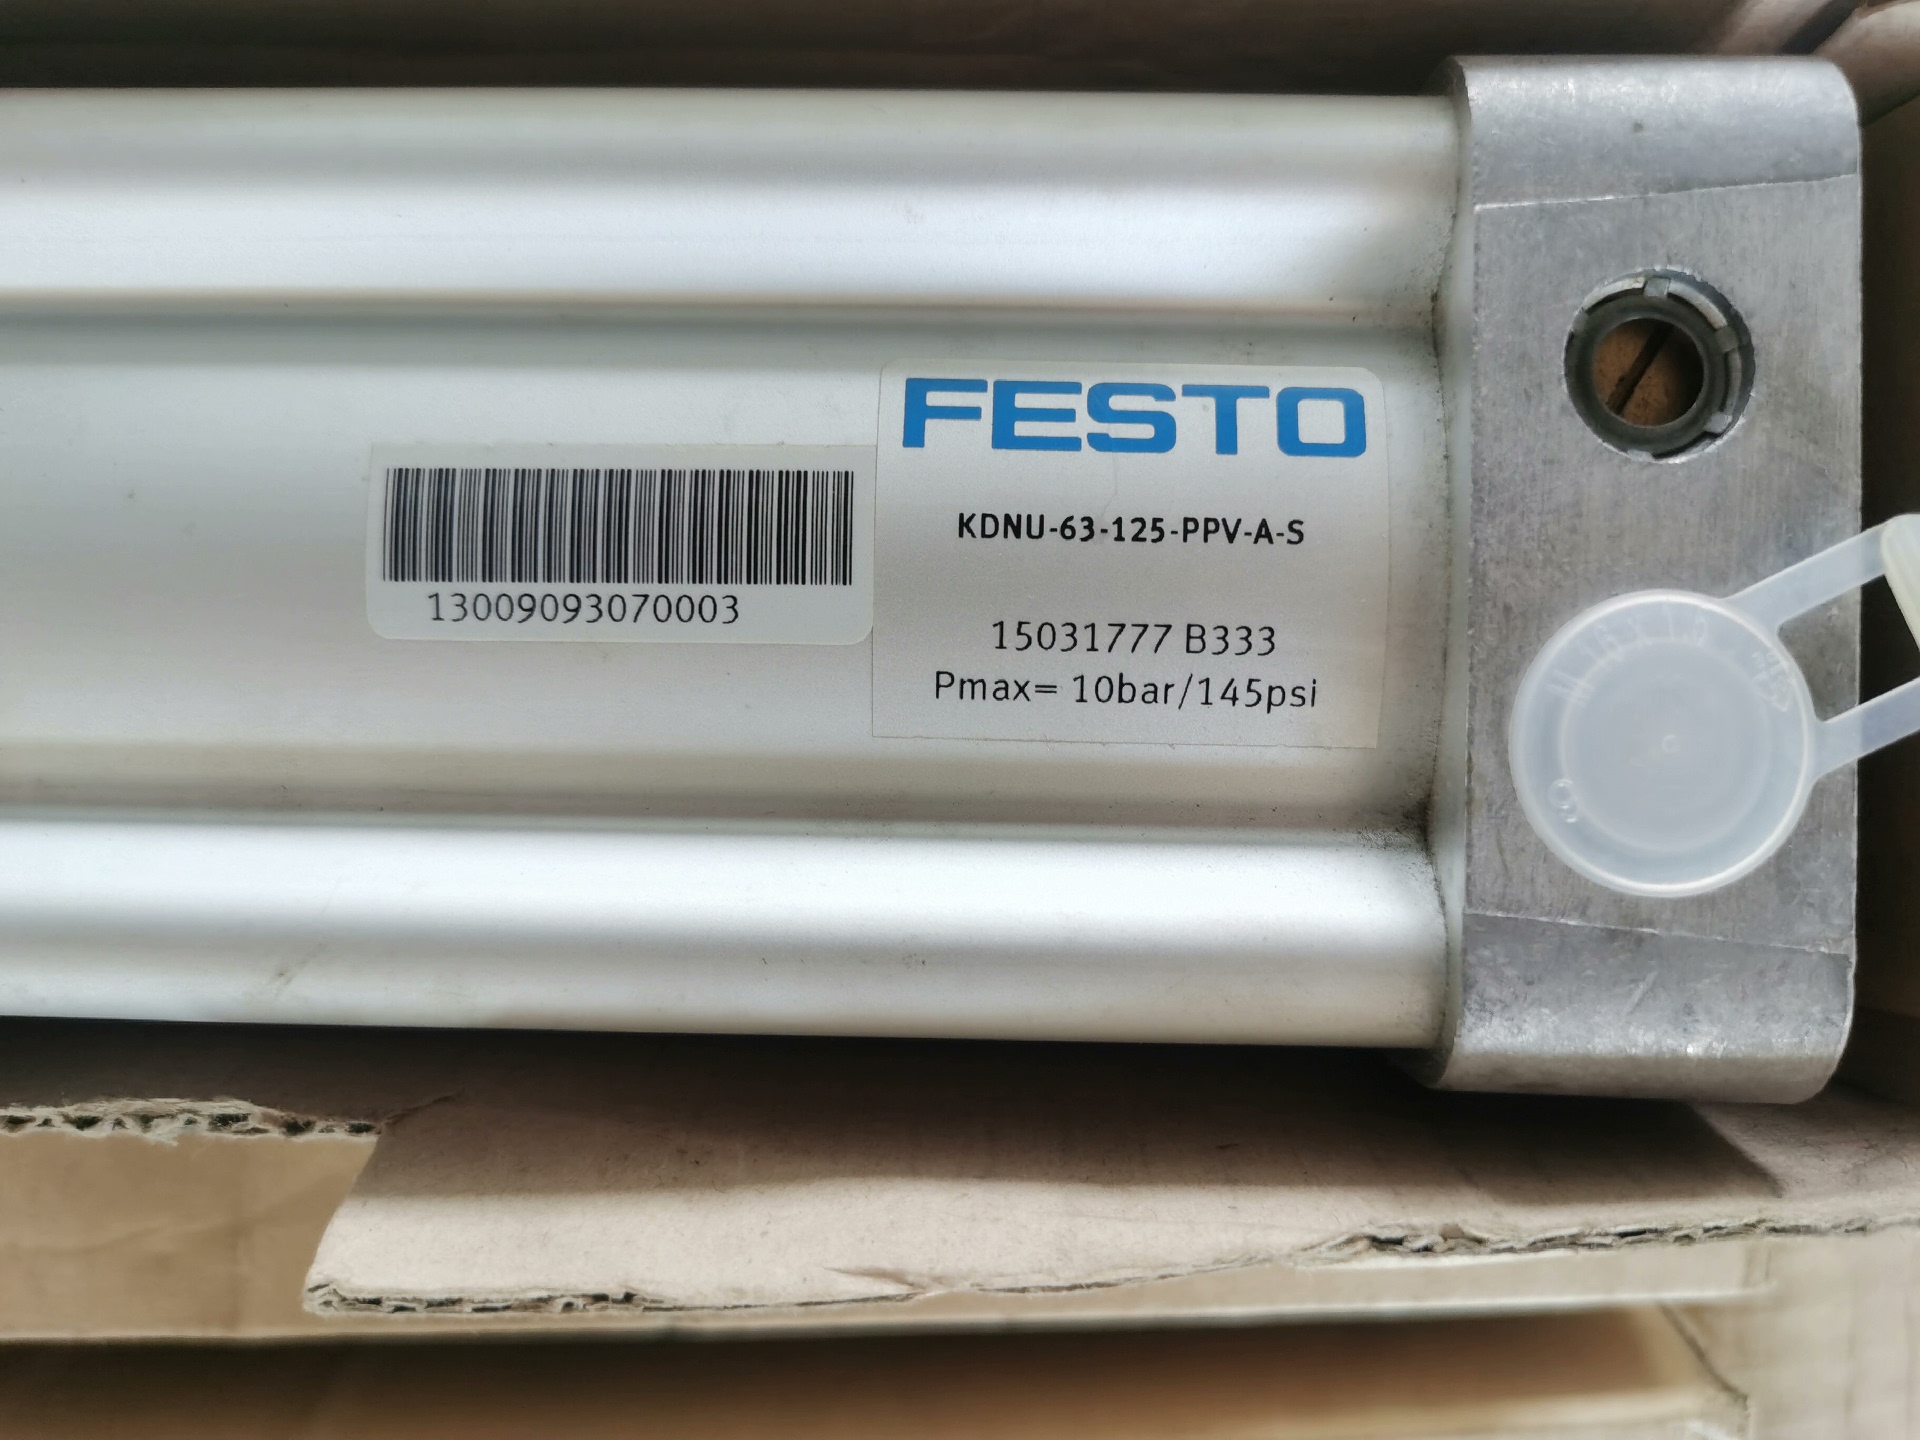 FESTO
KDNU-63-125-PPV-A-S
15031777 B333
Pmax= 10bar/145psi
13009093070003